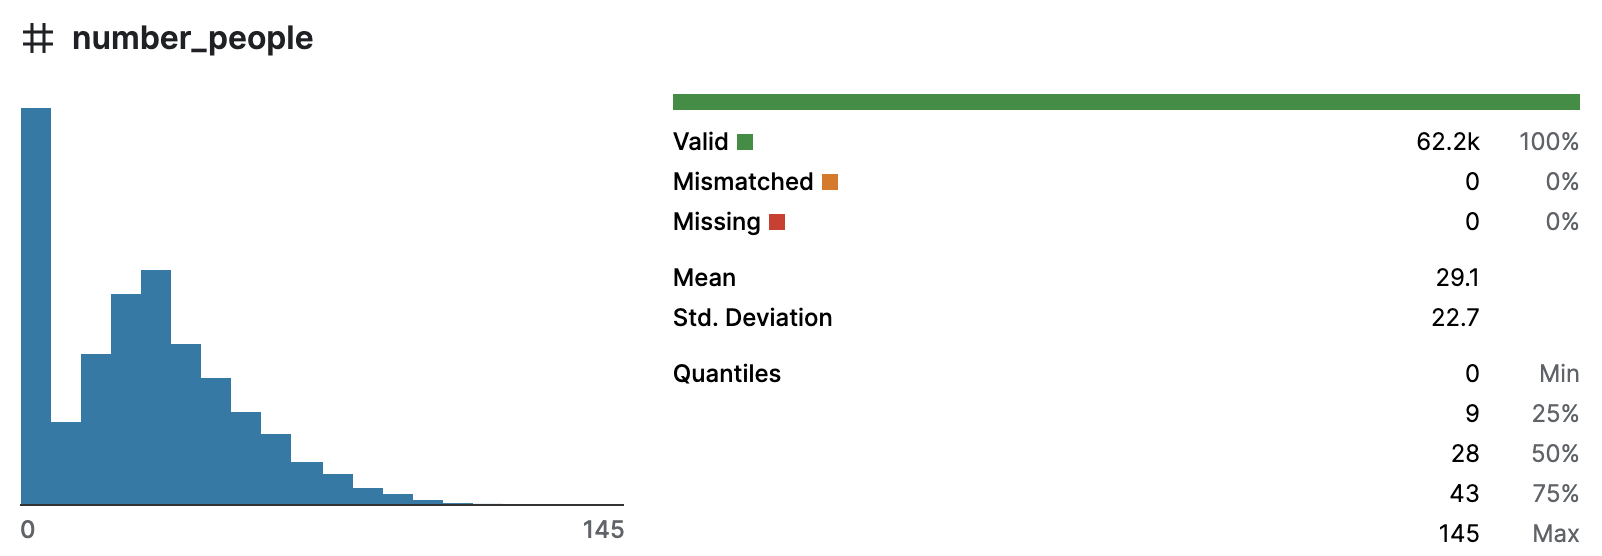 number_people
0 145
Valid 62.2k 100%
Mismatched 0 0%
Missing 0 0%
Mean 29.1
Std. Deviation 22.7
Quantiles 0 Min
9 25%
28 50%
43 75%
145 Max